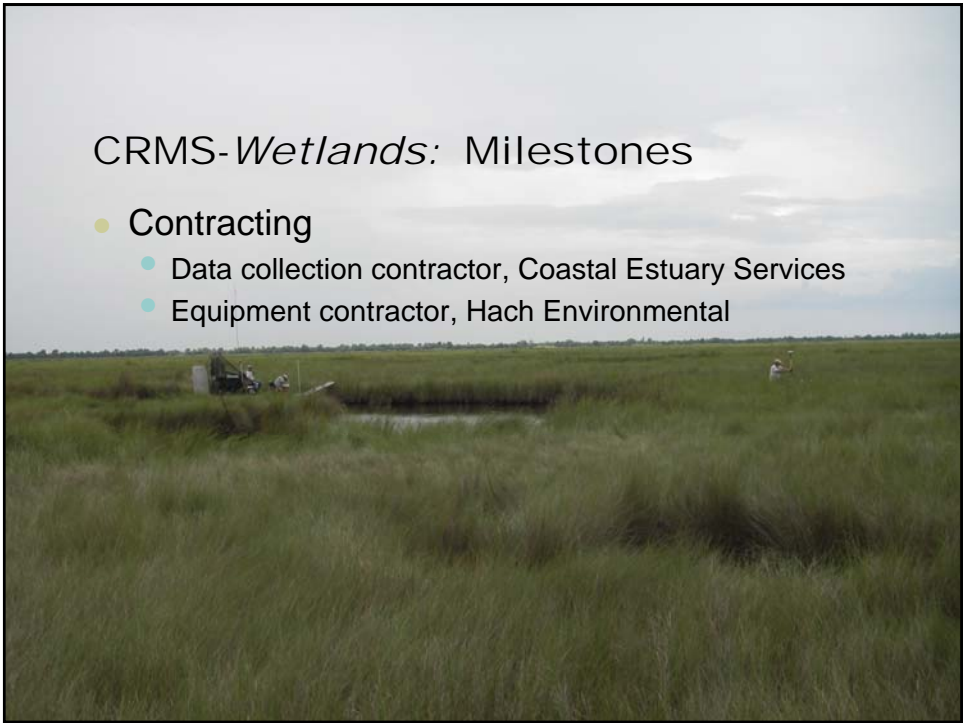 CRMS-Wetlands: Milestones
Contracting
Data collection contractor, Coastal Estuary Services
Equipment contractor, Hach Environmental